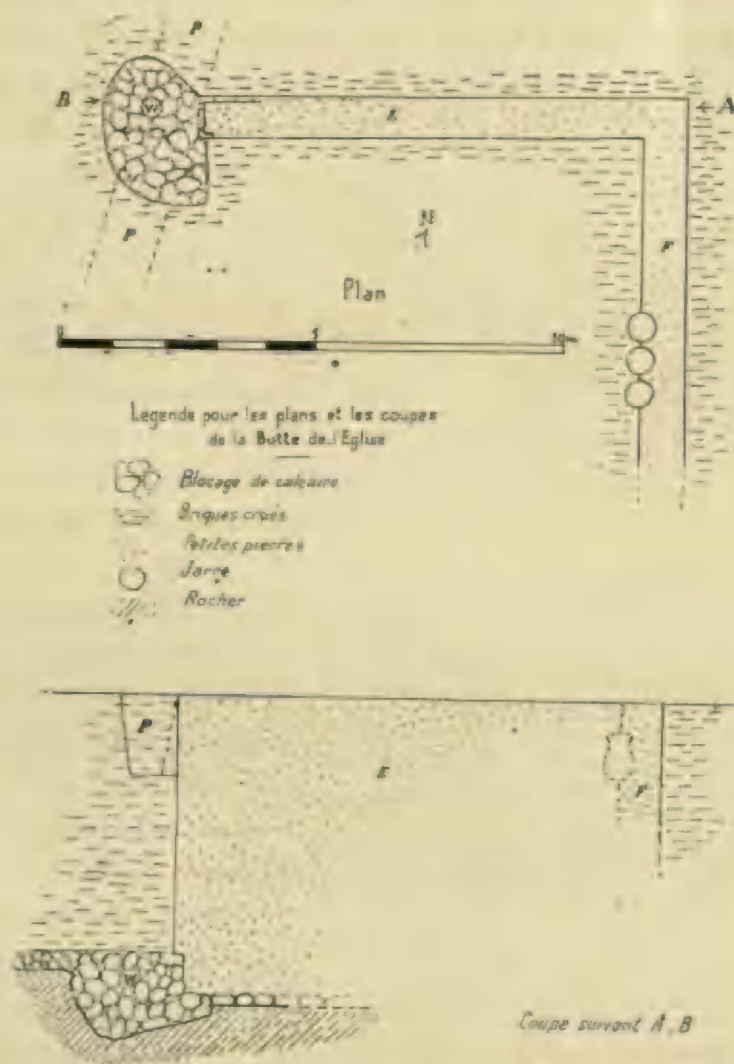 P
B
W
E
A
P
N
F
Plan
0
5
10m
Légende pour les plans et les coupes
de la Butte de l'Eglise
Blocage de calcaire
Briques crues
Petites pierres
Jarre
Rocher
P
E
F
W
Coupe suivant A, B